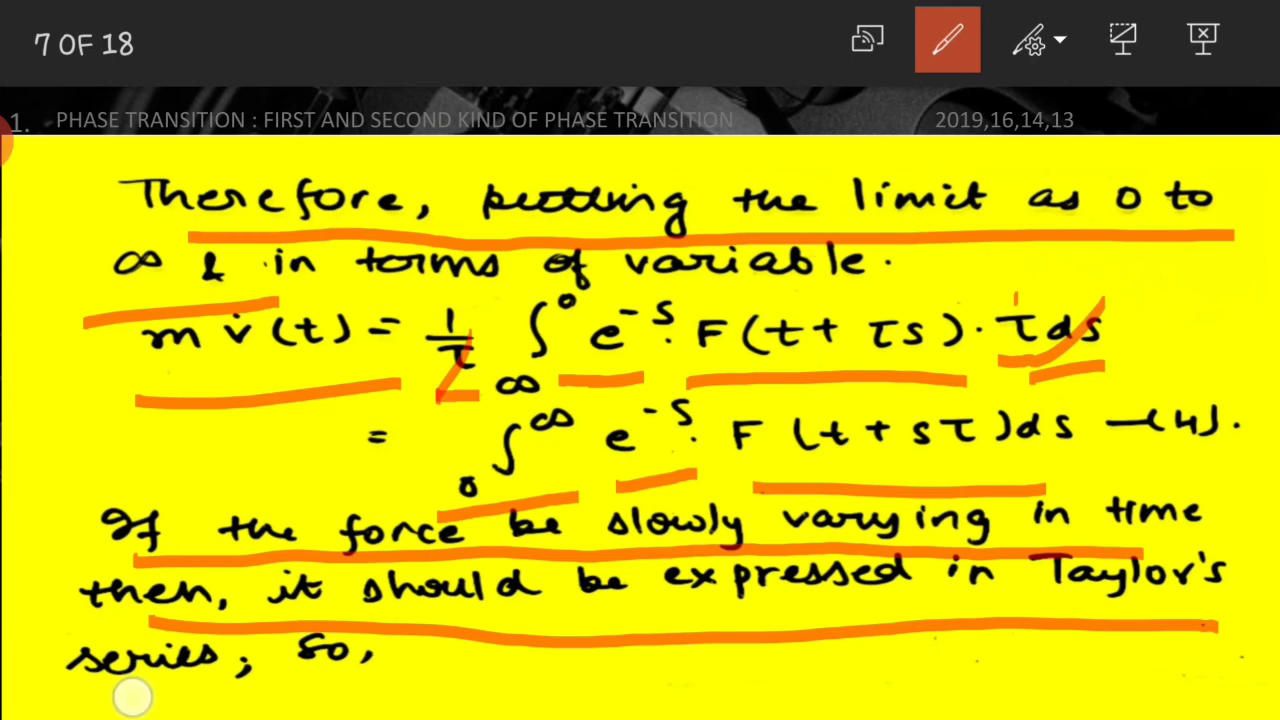 7 OF 18
1. PHASE TRANSITION : FIRST AND SECOND KIND OF PHASE TRANSITION 2019,16,14,13
Therefore, putting the limit as 0 to
∞ & in terms of variable.
m v̇(t) = 1/τ ∫_∞^0 e^{-s}. F(t + τs). τds
= ∫_0^∞ e^{-s}. F (t + sτ)ds —(4).
If the force be slowly varying in time
then, it should be expressed in Taylor's
series; so,